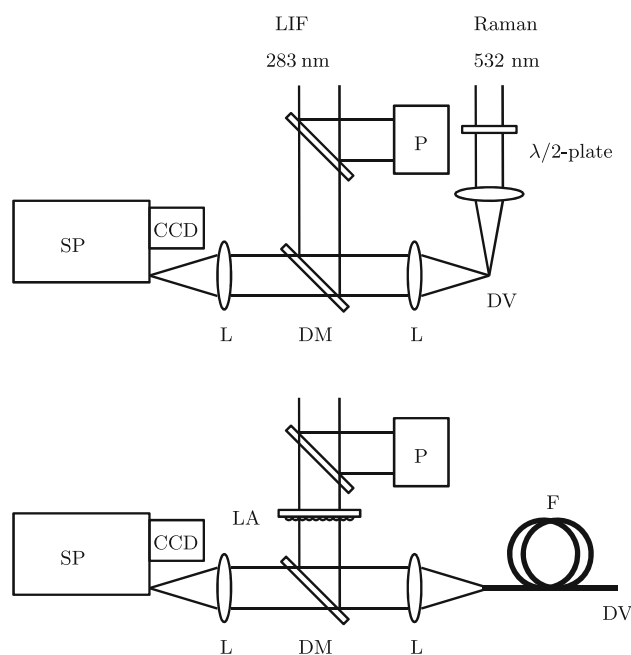 LIF
Raman
283 nm
532 nm
P
λ/2-plate
CCD
SP
DV
L
DM
L
P
LA
F
CCD
SP
DV
L
DM
L